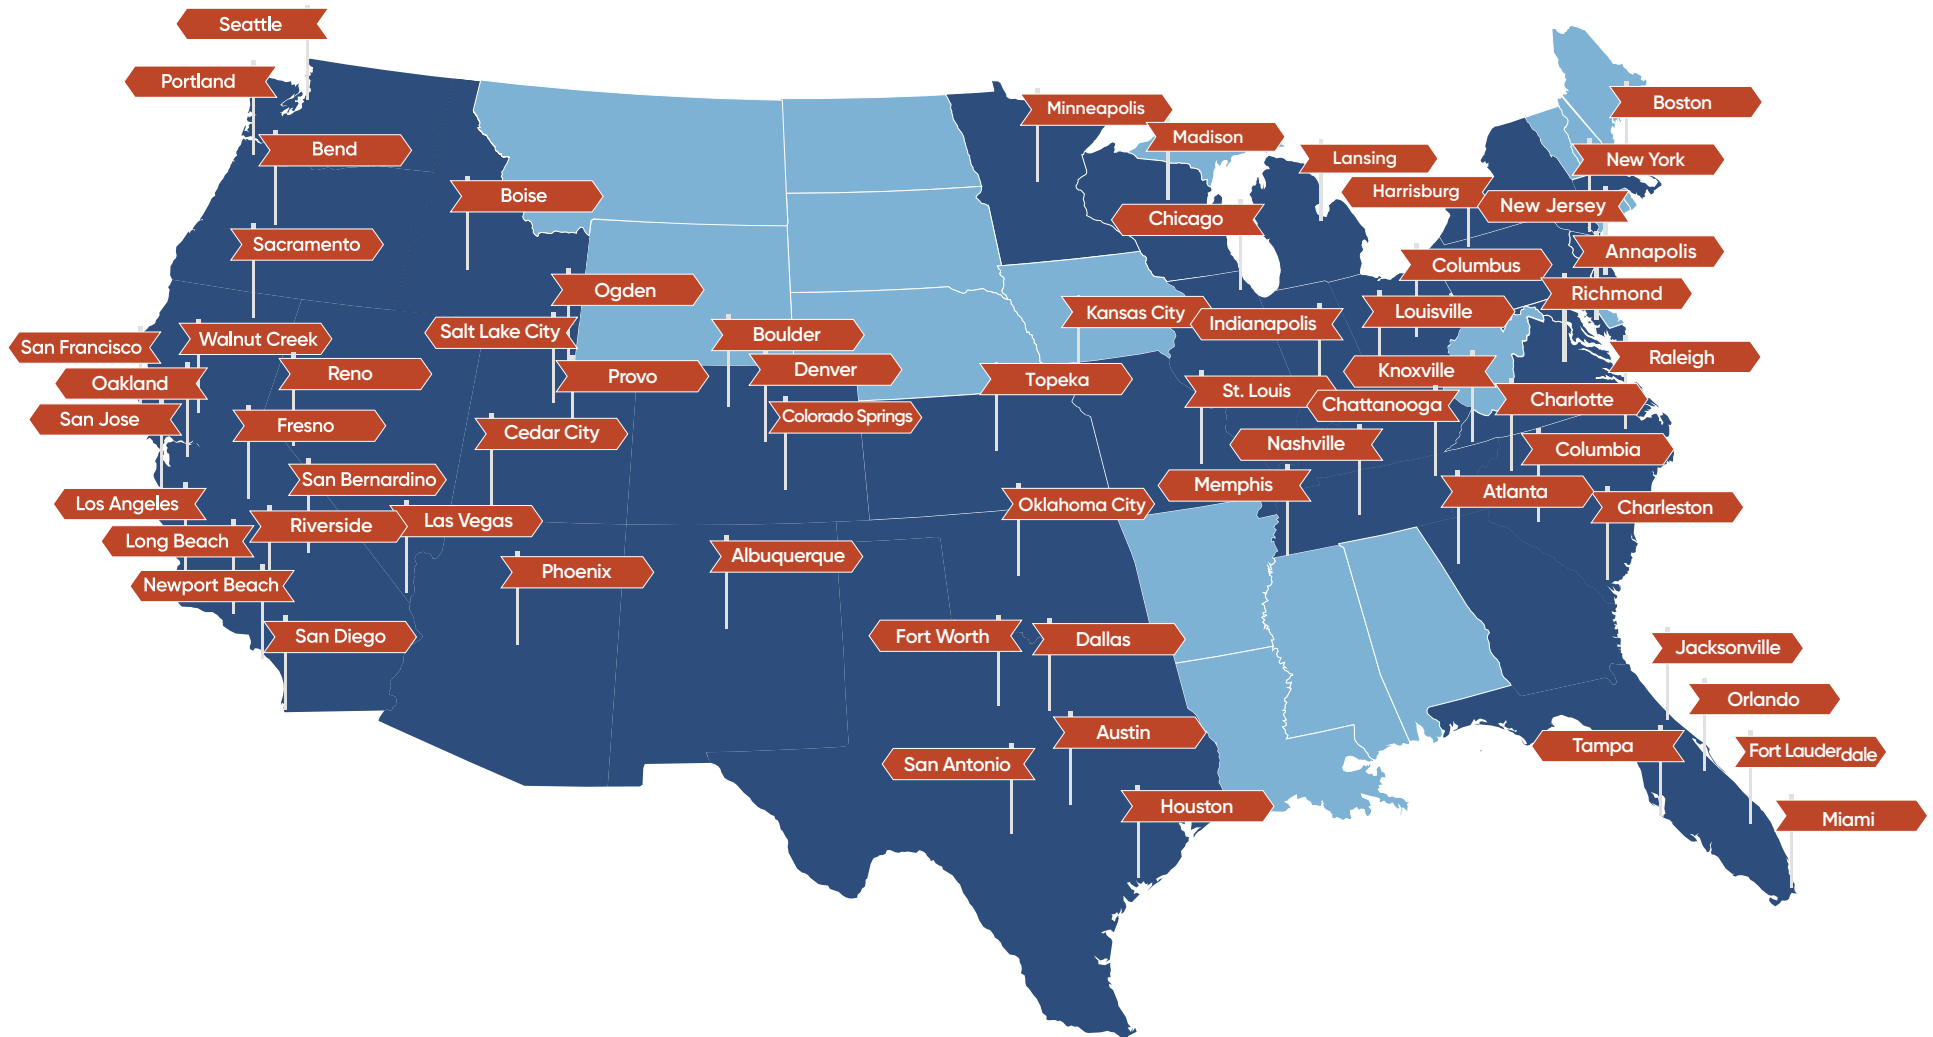 Seattle
Portland
Boston
Minneapolis
Madison
Bend
Lansing
New York
Boise
Harrisburg
New Jersey
Chicago
Sacramento
Annapolis
Columbus
Ogden
Richmond
Kansas City
Louisville
Indianapolis
Salt Lake City
Boulder
Walnut Creek
San Francisco
Raleigh
Denver
Knoxville
Reno
Provo
Topeka
Oakland
St. Louis
Charlotte
Chattanooga
Colorado Springs
San Jose
Fresno
Cedar City
Nashville
Columbia
San Bernardino
Memphis
Atlanta
Los Angeles
Oklahoma City
Charleston
Las Vegas
Riverside
Long Beach
Albuquerque
Phoenix
Newport Beach
San Diego
Fort Worth
Dallas
Jacksonville
Orlando
Austin
Tampa
Fort Lauderdale
San Antonio
Houston
Miami